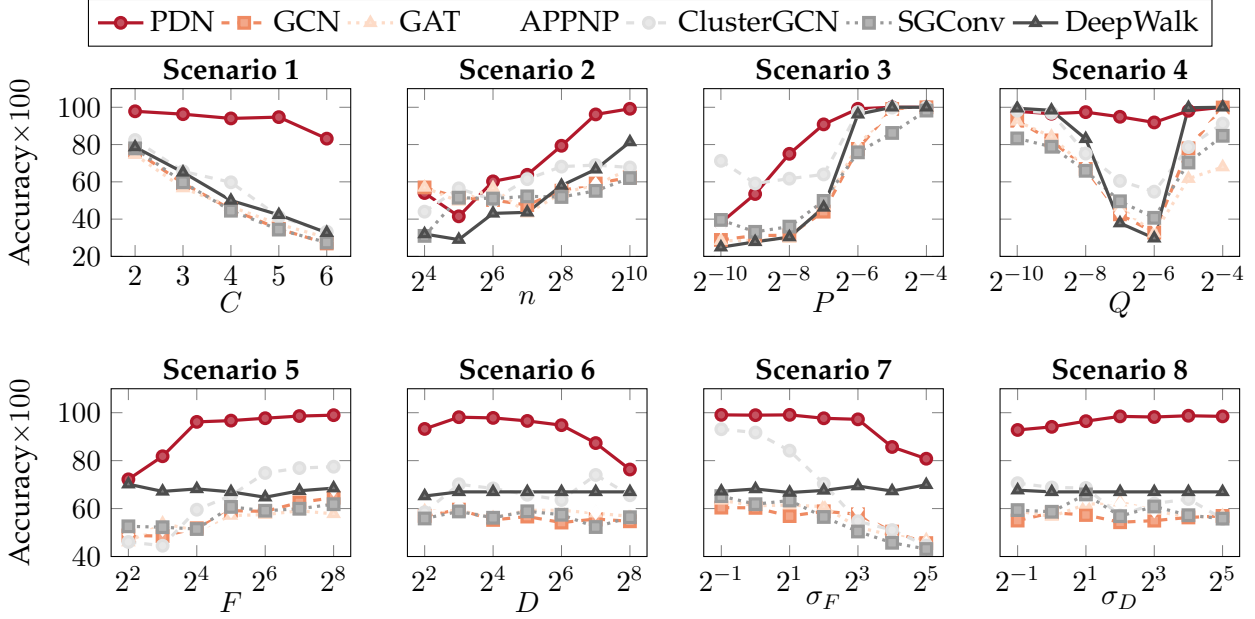 PDN GCN GAT APPNP ClusterGCN SGConv DeepWalk
Scenario 1 Scenario 2 Scenario 3 Scenario 4
Accuracy×100
100
80
60
40
20
2 3 4 5 6 2^4 2^6 2^8 2^10 2^−10 2^−8 2^−6 2^−4 2^−10 2^−8 2^−6 2^−4
C n P Q
Scenario 5 Scenario 6 Scenario 7 Scenario 8
Accuracy×100
100
80
60
40
2^2 2^4 2^6 2^8 2^2 2^4 2^6 2^8 2^−1 2^1 2^3 2^5 2^−1 2^1 2^3 2^5
F D σ_F σ_D